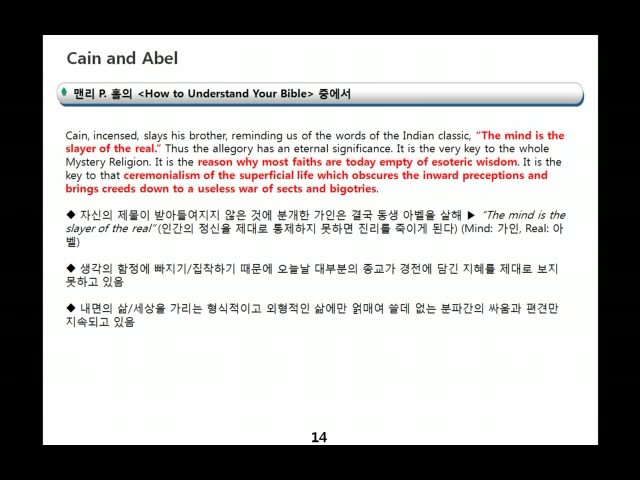 Cain and Abel
맨리 P. 홀의 <How to Understand Your Bible> 중에서
Cain, incensed, slays his brother, reminding us of the words of the Indian classic, “The mind is the
slayer of the real.” Thus the allegory has an eternal significance. It is the very key to the whole
Mystery Religion. It is the reason why most faiths are today empty of esoteric wisdom. It is the
key to that ceremonialism of the superficial life which obscures the inward preceptions and
brings creeds down to a useless war of sects and bigotries.
◆ 자신의 제물이 받아들여지지 않은 것에 분개한 가인은 결국 동생 아벨을 살해 ▶ “The mind is the
slayer of the real”(인간의 정신을 제대로 통제하지 못하면 진리를 죽이게 된다) (Mind: 가인, Real: 아
벨)
◆ 생각의 함정에 빠지기/집착하기 때문에 오늘날 대부분의 종교가 경전에 담긴 지혜를 제대로 보지
못하고 있음
◆ 내면의 삶/세상을 가리는 형식적이고 외형적인 삶에만 얽매여 쓸데 없는 분파간의 싸움과 편견만
지속되고 있음
14